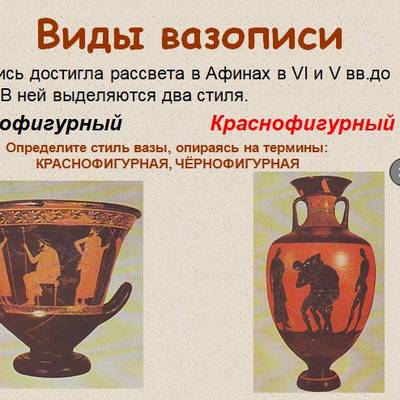 Виды вазописи
ись достигла рассвета в Афинах в VI и V вв.до
В ней выделяются два стиля.
нофигурный Краснофигурный
Определите стиль вазы, опираясь на термины:
КРАСНОФИГУРНАЯ, ЧЁРНОФИГУРНАЯ